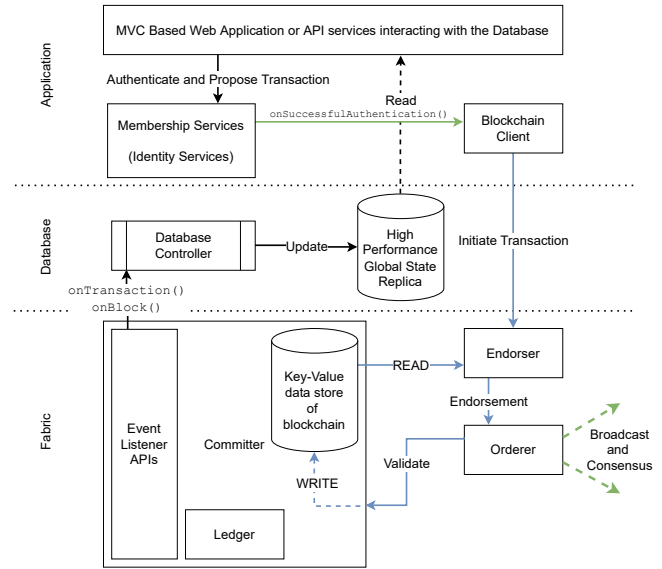 MVC Based Web Application or API services interacting with the Database
Application
Authenticate and Propose Transaction
Read
onSuccessfulAuthentication()
Membership Services
(Identity Services)
Blockchain
Client
Database
Database
Controller
Update
High
Performance
Global State
Replica
Initiate Transaction
onTransaction()
onBlock()
Fabric
Event
Listener
APIs
Key-Value
data store
of
blockchain
Committer
Ledger
READ
Endorser
Endorsement
Orderer
Validate
WRITE
Broadcast
and
Consensus